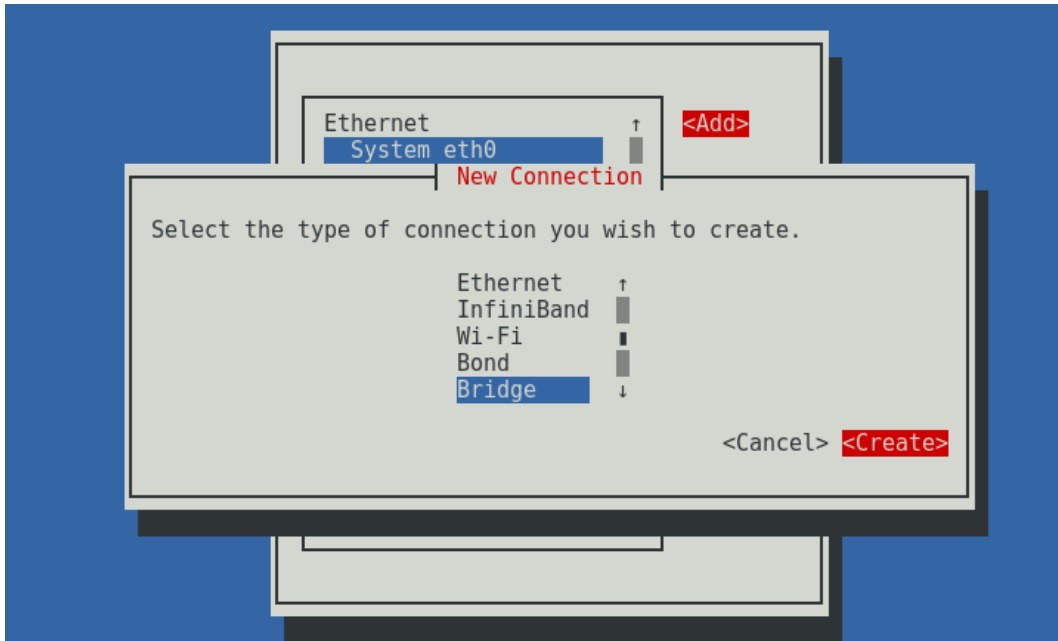 Ethernet ↑ <Add>
System eth0
New Connection
Select the type of connection you wish to create.
Ethernet ↑
InfiniBand
Wi-Fi
Bond
Bridge ↓
<Cancel> <Create>